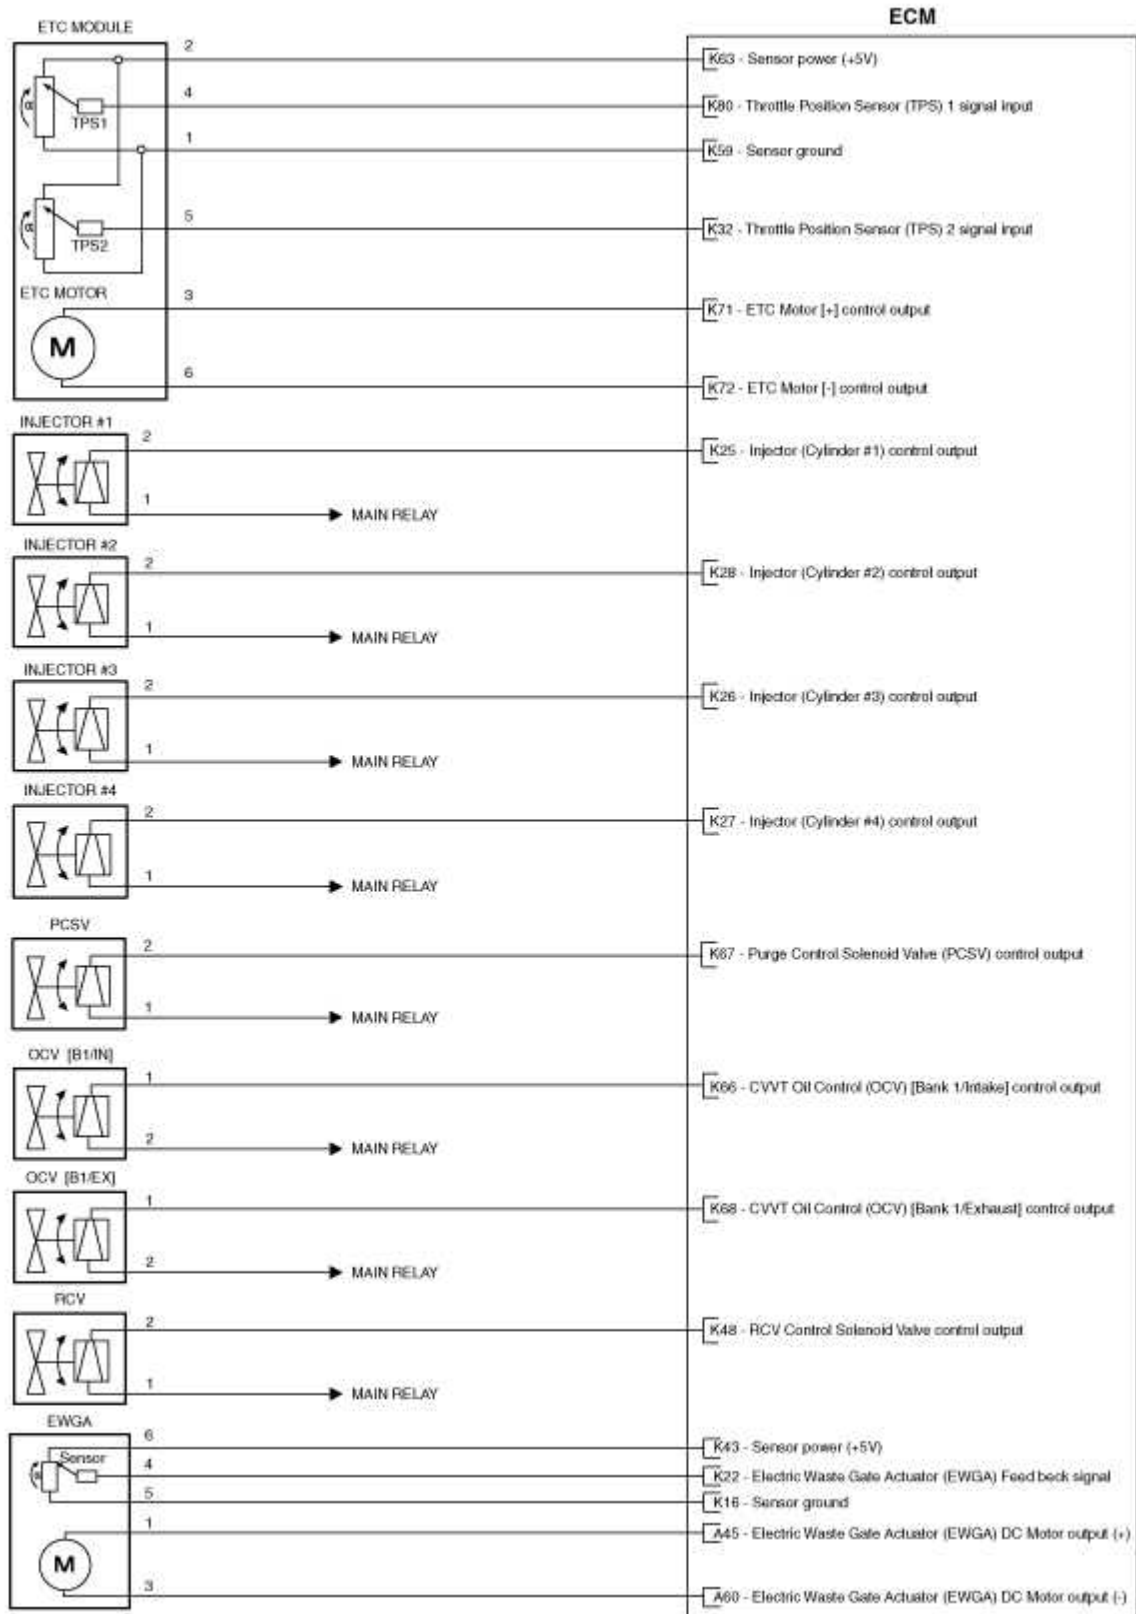 ECM
ETC MODULE
2
K63 - Sensor power (+5V)
4
K80 - Throttle Position Sensor (TPS) 1 signal input
TPS1
1
K59 - Sensor ground
5
K32 - Throttle Position Sensor (TPS) 2 signal input
TPS2
ETC MOTOR
3
K71 - ETC Motor [+] control output
M
6
K72 - ETC Motor [-] control output
INJECTOR #1
2
K25 - Injector (Cylinder #1) control output
1
MAIN RELAY
INJECTOR #2
2
K28 - Injector (Cylinder #2) control output
1
MAIN RELAY
INJECTOR #3
2
K26 - Injector (Cylinder #3) control output
1
MAIN RELAY
INJECTOR #4
2
K27 - Injector (Cylinder #4) control output
1
MAIN RELAY
PCSV
2
K67 - Purge Control Solenoid Valve (PCSV) control output
1
MAIN RELAY
OCV [B1/IN]
1
K66 - CVVT Oil Control (OCV) [Bank 1/Intake] control output
2
MAIN RELAY
OCV [B1/EX]
1
K68 - CVVT Oil Control (OCV) [Bank 1/Exhaust] control output
2
MAIN RELAY
RCV
2
K48 - RCV Control Solenoid Valve control output
1
MAIN RELAY
EWGA
6
K43 - Sensor power (+5V)
Sensor
4
K22 - Electric Waste Gate Actuator (EWGA) Feed beck signal
5
K16 - Sensor ground
1
A45 - Electric Waste Gate Actuator (EWGA) DC Motor output (+)
M
3
A60 - Electric Waste Gate Actuator (EWGA) DC Motor output (-)